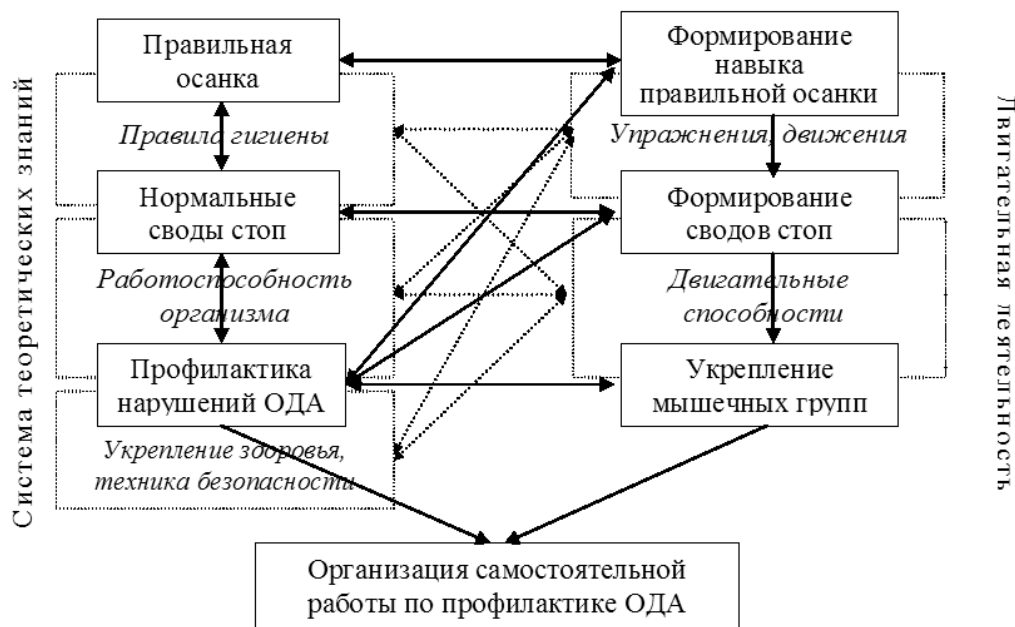 Система теоретических знаний
Правильная
осанка
Правила гигиены
Нормальные
своды стоп
Работоспособность
организма
Профилактика
нарушений ОДА
Укрепление здоровья,
техника безопасности
Формирование
навыка
правильной осанки
Упражнения, движения
Формирование
сводов стоп
Двигательные
способности
Укрепление
мышечных групп
Двигательная деятельность
Организация самостоятельной
работы по профилактике ОДА